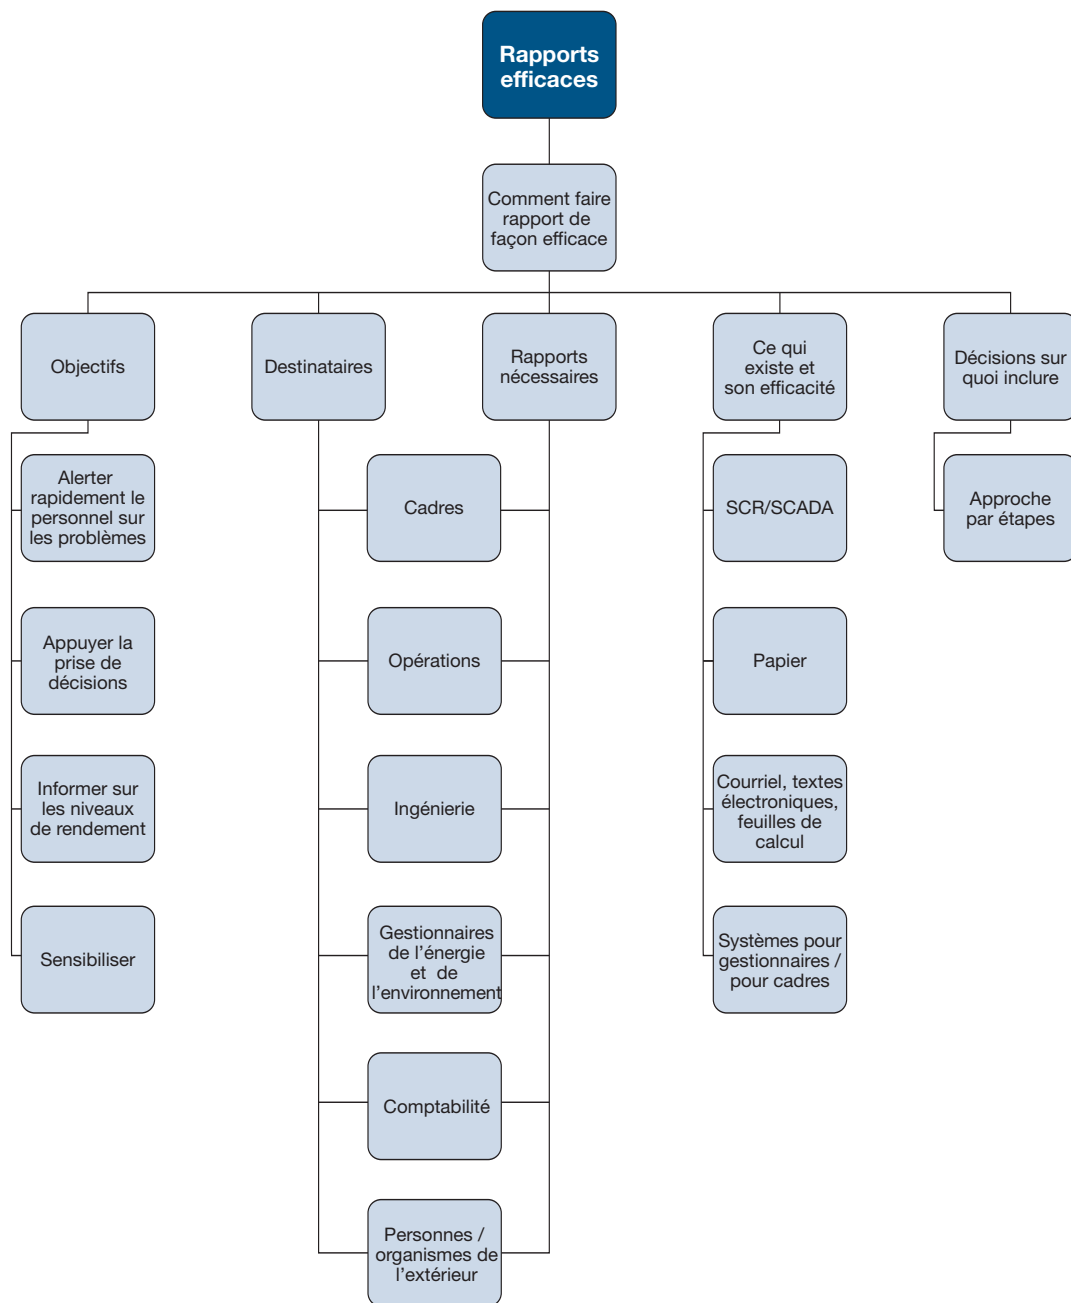 Rapports
efficaces
Comment faire
rapport de
façon efficace
Objectifs
Destinataires
Rapports
nécessaires
Ce qui
existe et
son efficacité
Décisions sur
quoi inclure
Alerter
rapidement le
personnel sur
les problèmes
Cadres
SCR/SCADA
Approche
par étapes
Appuyer la
prise de
décisions
Opérations
Papier
Informer sur
les niveaux
de rendement
Ingénierie
Courriel, textes
électroniques,
feuilles de
calcul
Sensibiliser
Gestionnaires
de l’énergie
et de
l’environnement
Systèmes pour
gestionnaires /
pour cadres
Comptabilité
Personnes /
organismes de
l’extérieur